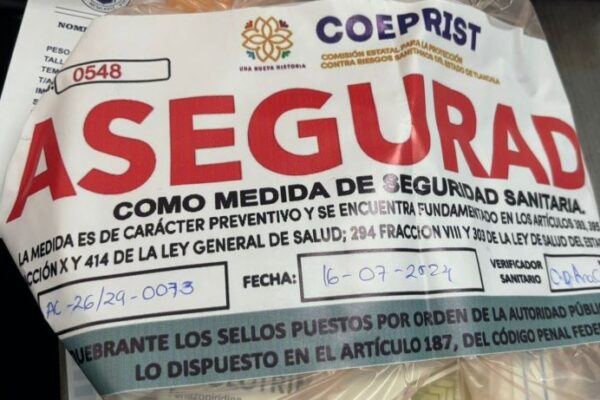 COEPRIST
COMISIÓN ESTATAL PARA LA PROTECCIÓN
CONTRA RIESGOS SANITARIOS DEL ESTADO DE TLAXCALA
UNA NUEVA HISTORIA
PESO
TALL
T/A
0548
ASEGURAD
COMO MEDIDA DE SEGURIDAD SANITARIA.
LA MEDIDA ES DE CARÁCTER PREVENTIVO Y SE ENCUENTRA FUNDAMENTADO EN LOS ARTÍCULOS
CCIÓN X Y 414 DE LA LEY GENERAL DE SALUD; 294 FRACCIÓN VIII Y 303 DE LA LEY DE SALUD DEL ESTA
AC-26/29-0073
FECHA: 16-07-2024
VERIFICADOR
SANITARIO
QUEBRANTE LOS SELLOS PUESTOS POR ORDEN DE LA AUTORIDAD PÚBL
LO DISPUESTO EN EL ARTÍCULO 187, DEL CÓDIGO PENAL FEDE